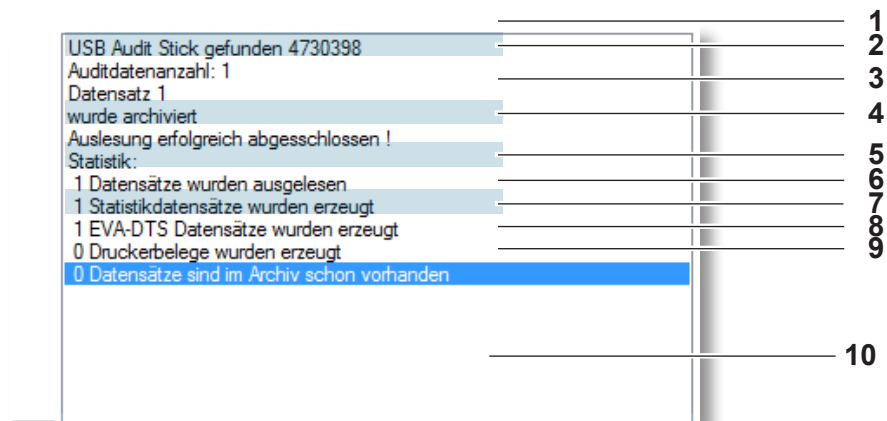 1
USB Audit Stick gefunden 4730398 2
Auditdatenanzahl: 1 3
Datensatz 1
wurde archiviert 4
Auslesung erfolgreich abgesschlossen !
Statistik: 5
1 Datensätze wurden ausgelesen 6
1 Statistikdatensätze wurden erzeugt 7
1 EVA-DTS Datensätze wurden erzeugt 8
0 Druckerbelege wurden erzeugt 9
0 Datensätze sind im Archiv schon vorhanden
10